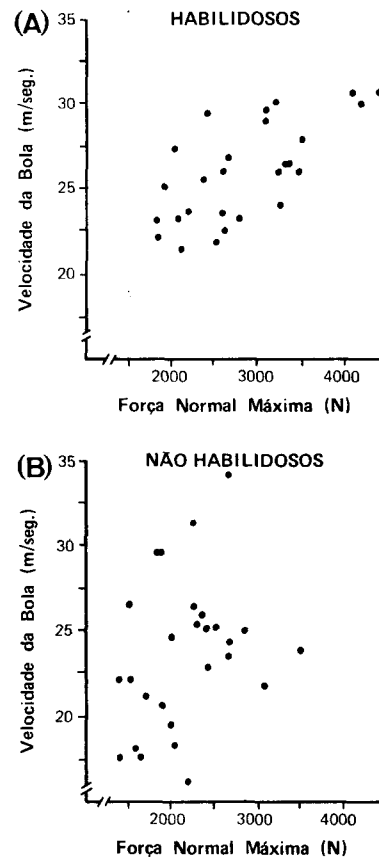 (A)
HABILIDOSOS
Velocidade da Bola (m/seg.)
35
30
25
20
2000
3000
4000
Força Normal Máxima (N)
(B)
NÃO HABILIDOSOS
Velocidade da Bola (m/seg.)
35
30
25
20
2000
3000
4000
Força Normal Máxima (N)